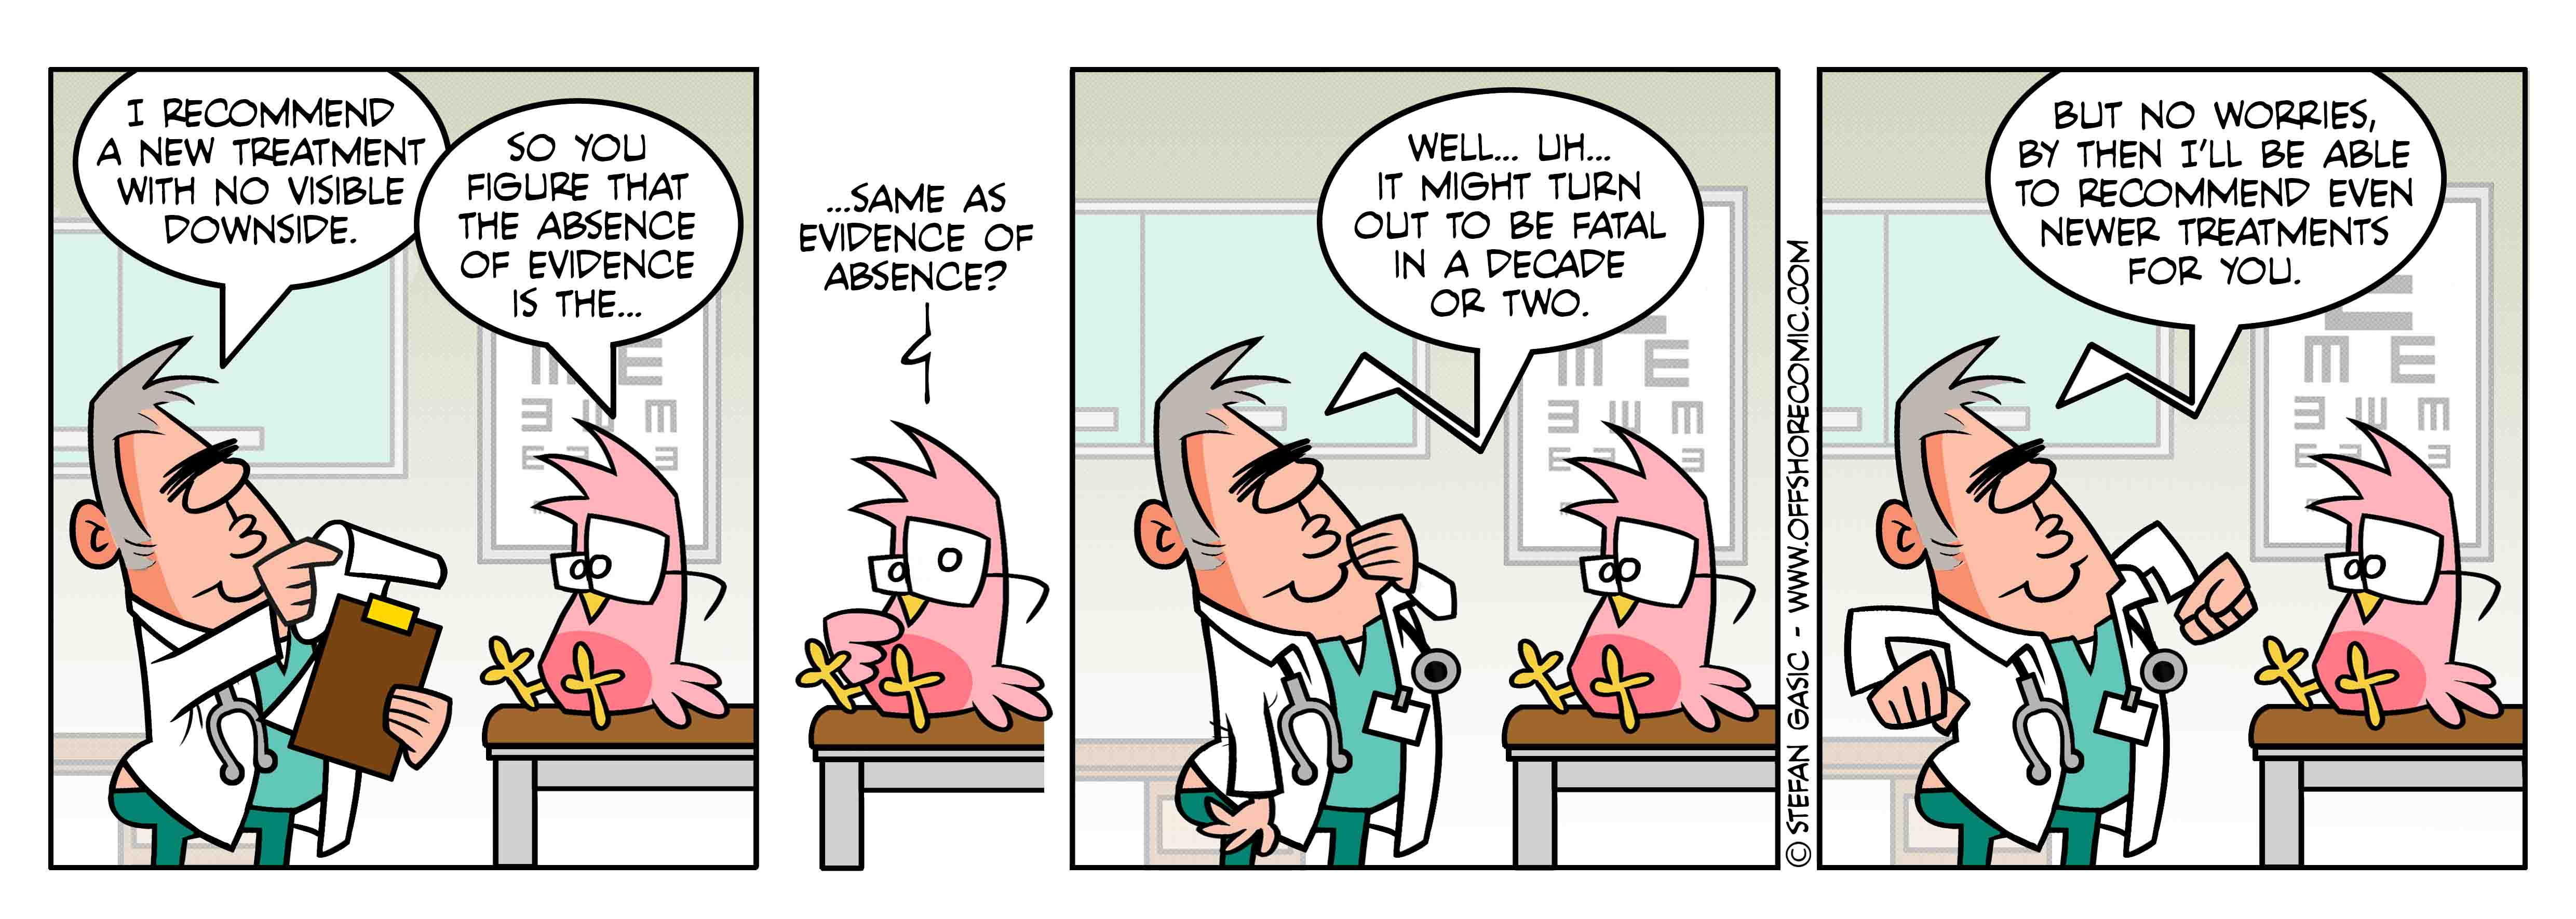 I RECOMMEND
A NEW TREATMENT
WITH NO VISIBLE
DOWNSIDE.
SO YOU
FIGURE THAT
THE ABSENCE
OF EVIDENCE
IS THE...
...SAME AS
EVIDENCE OF
ABSENCE?
WELL... UH...
IT MIGHT TURN
OUT TO BE FATAL
IN A DECADE
OR TWO.
© STEFAN GASIC - WWW.OFFSHORECOMIC.COM
BUT NO WORRIES,
BY THEN I'LL BE ABLE
TO RECOMMEND EVEN
NEWER TREATMENTS
FOR YOU.